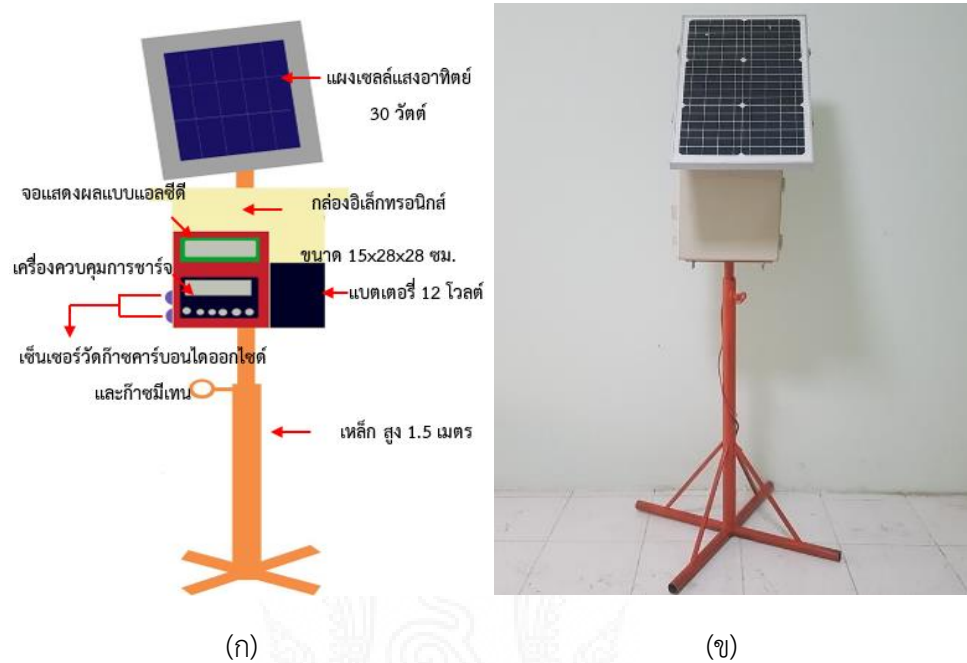 แผงเซลล์แสงอาทิตย์
30 วัตต์
จอแสดงผลแบบแอลซีดี
กล่องอิเล็กทรอนิกส์
ขนาด 15x28x28 ซม.
เครื่องควบคุมการชาร์จ
แบตเตอรี่ 12 โวลต์
เซ็นเซอร์วัดก๊าซคาร์บอนไดออกไซด์
และก๊าซมีเทน
เหล็ก สูง 1.5 เมตร
(ก)
(ข)